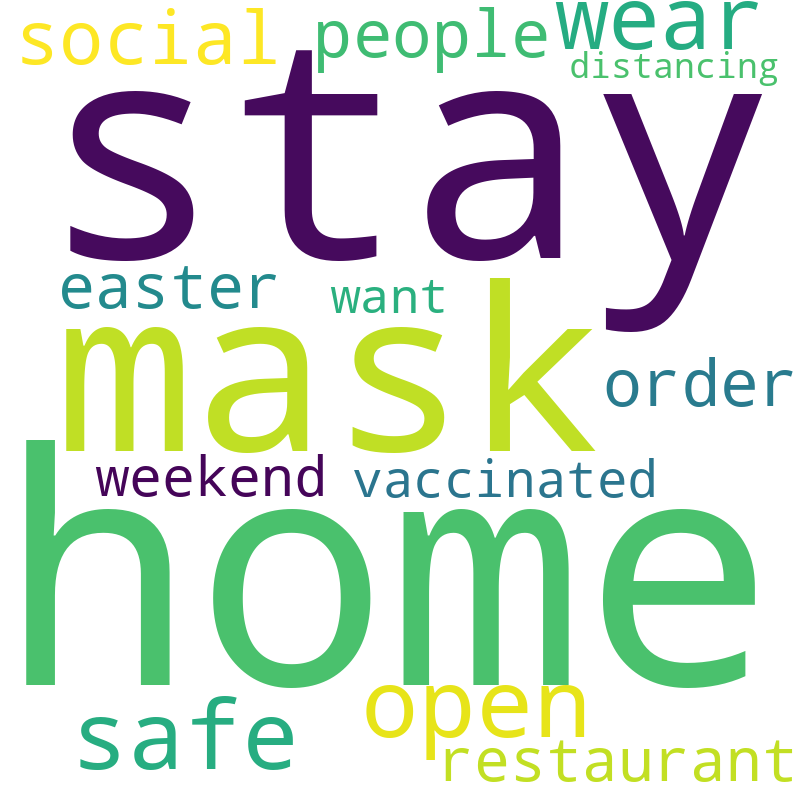 social people wear
distancing
stay
easter want
mask
order
weekend vaccinated
home
safe open
restaurant